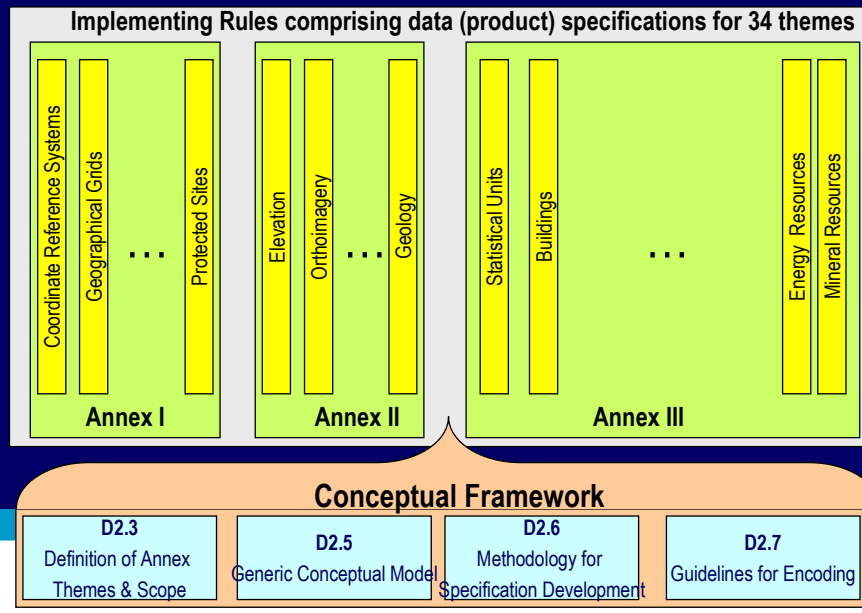 Implementing Rules comprising data (product) specifications for 34 themes
Coordinate Reference Systems
Geographical Grids
...
Protected Sites
Annex I
Elevation
Orthoimagery
...
Geology
Annex II
Statistical Units
Buildings
...
Energy Resources
Mineral Resources
Annex III
Conceptual Framework
D2.3
Definition of Annex
Themes & Scope
D2.5
Generic Conceptual Model
D2.6
Methodology for
Specification Development
D2.7
Guidelines for Encoding